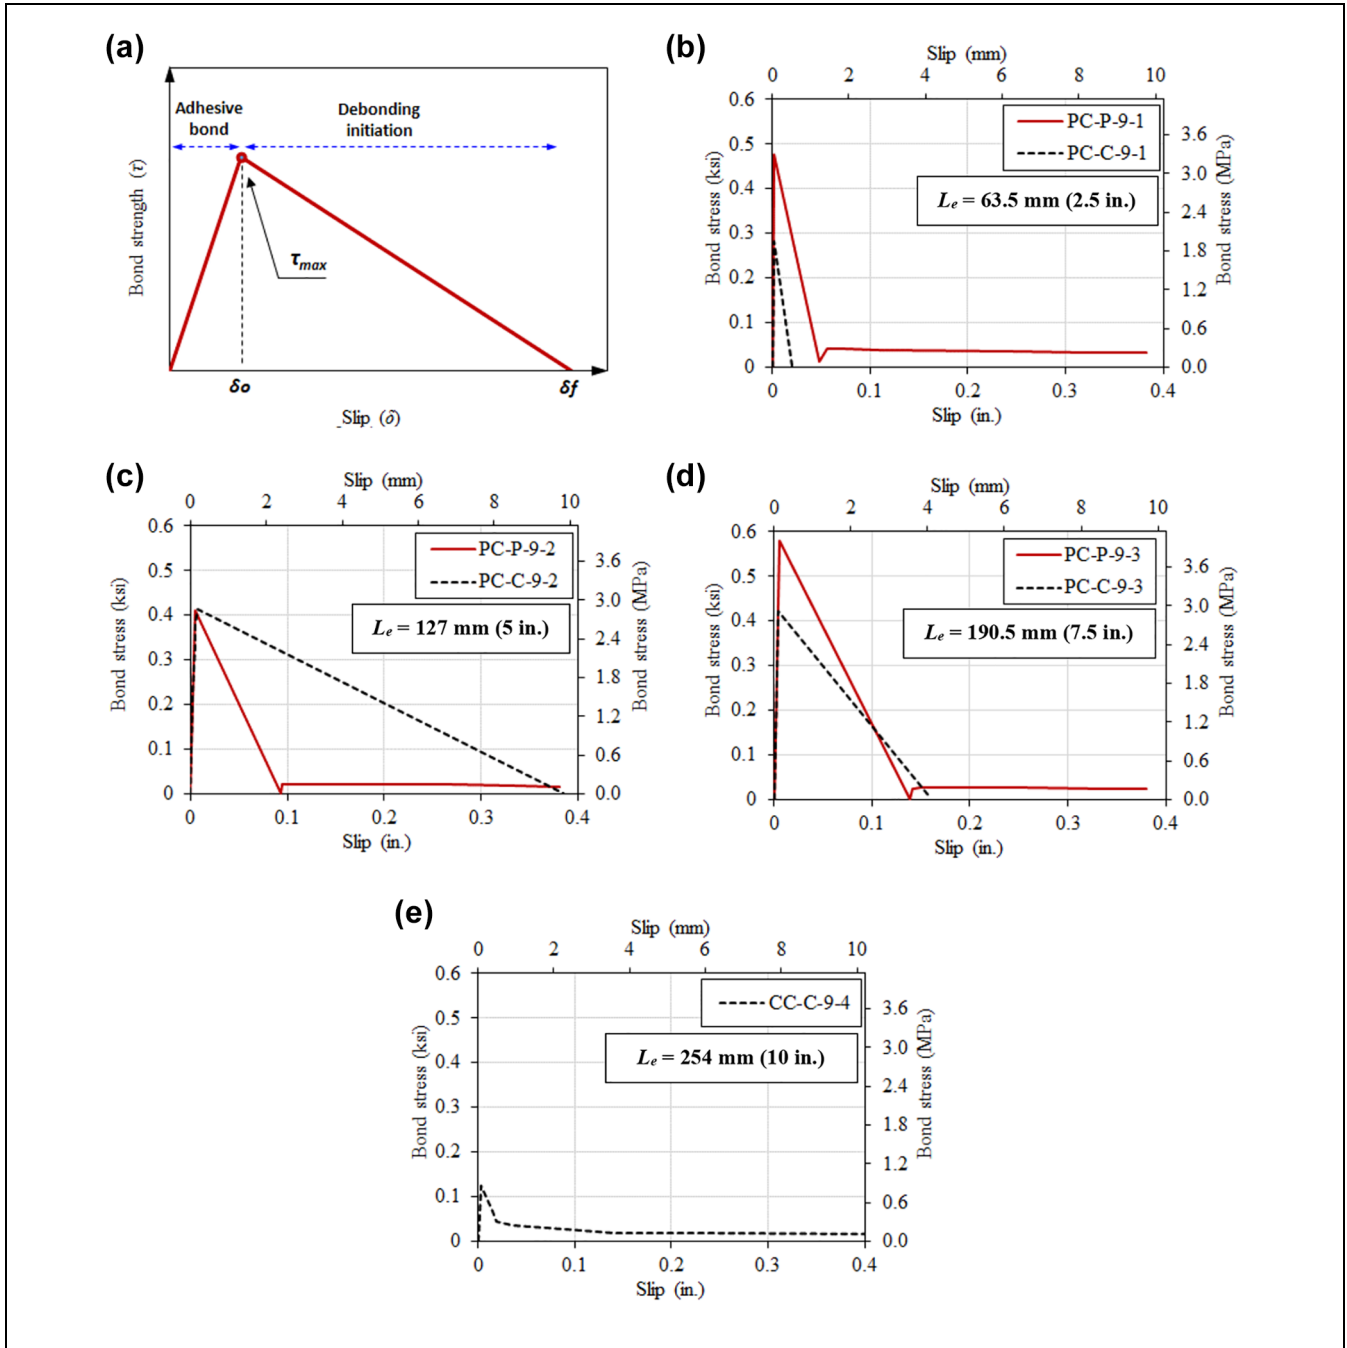 (a)
Adhesive bond
Debonding initiation
τmax
Bond strength (τ)
δo
δf
Slip (δ)
(b)
Slip (mm)
0 2 4 6 8 10
0.6
0.5
0.4
0.3
0.2
0.1
0
Bond stress (ksi)
PC-P-9-1
PC-C-9-1
Le = 63.5 mm (2.5 in.)
3.6
3.0
2.4
1.8
1.2
0.6
0.0
Bond stress (MPa)
0 0.1 0.2 0.3 0.4
Slip (in.)
(c)
Slip (mm)
0 2 4 6 8 10
0.6
0.5
0.4
0.3
0.2
0.1
0
Bond stress (ksi)
PC-P-9-2
PC-C-9-2
Le = 127 mm (5 in.)
3.6
3.0
2.4
1.8
1.2
0.6
0.0
Bond stress (MPa)
0 0.1 0.2 0.3 0.4
Slip (in.)
(d)
Slip (mm)
0 2 4 6 8 10
0.6
0.5
0.4
0.3
0.2
0.1
0
Bond stress (ksi)
PC-P-9-3
PC-C-9-3
Le = 190.5 mm (7.5 in.)
3.6
3.0
2.4
1.8
1.2
0.6
0.0
Bond stress (MPa)
0 0.1 0.2 0.3 0.4
Slip (in.)
(e)
Slip (mm)
0 2 4 6 8 10
0.6
0.5
0.4
0.3
0.2
0.1
0
Bond stress (ksi)
CC-C-9-4
Le = 254 mm (10 in.)
3.6
3.0
2.4
1.8
1.2
0.6
0.0
Bond stress (MPa)
0 0.1 0.2 0.3 0.4
Slip (in.)